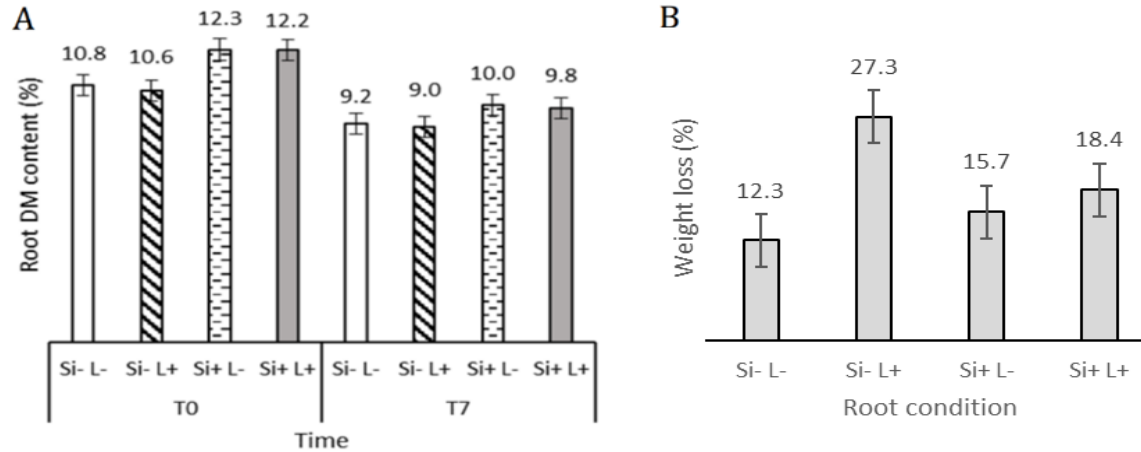 A
Root DM content (%)
10.8
10.6
12.3
12.2
9.2
9.0
10.0
9.8
Si- L- Si- L+ Si+ L- Si+ L+ Si- L- Si- L+ Si+ L- Si+ L+
T0 T7
Time
B
Weight loss (%)
12.3
27.3
15.7
18.4
Si- L- Si- L+ Si+ L- Si+ L+
Root condition